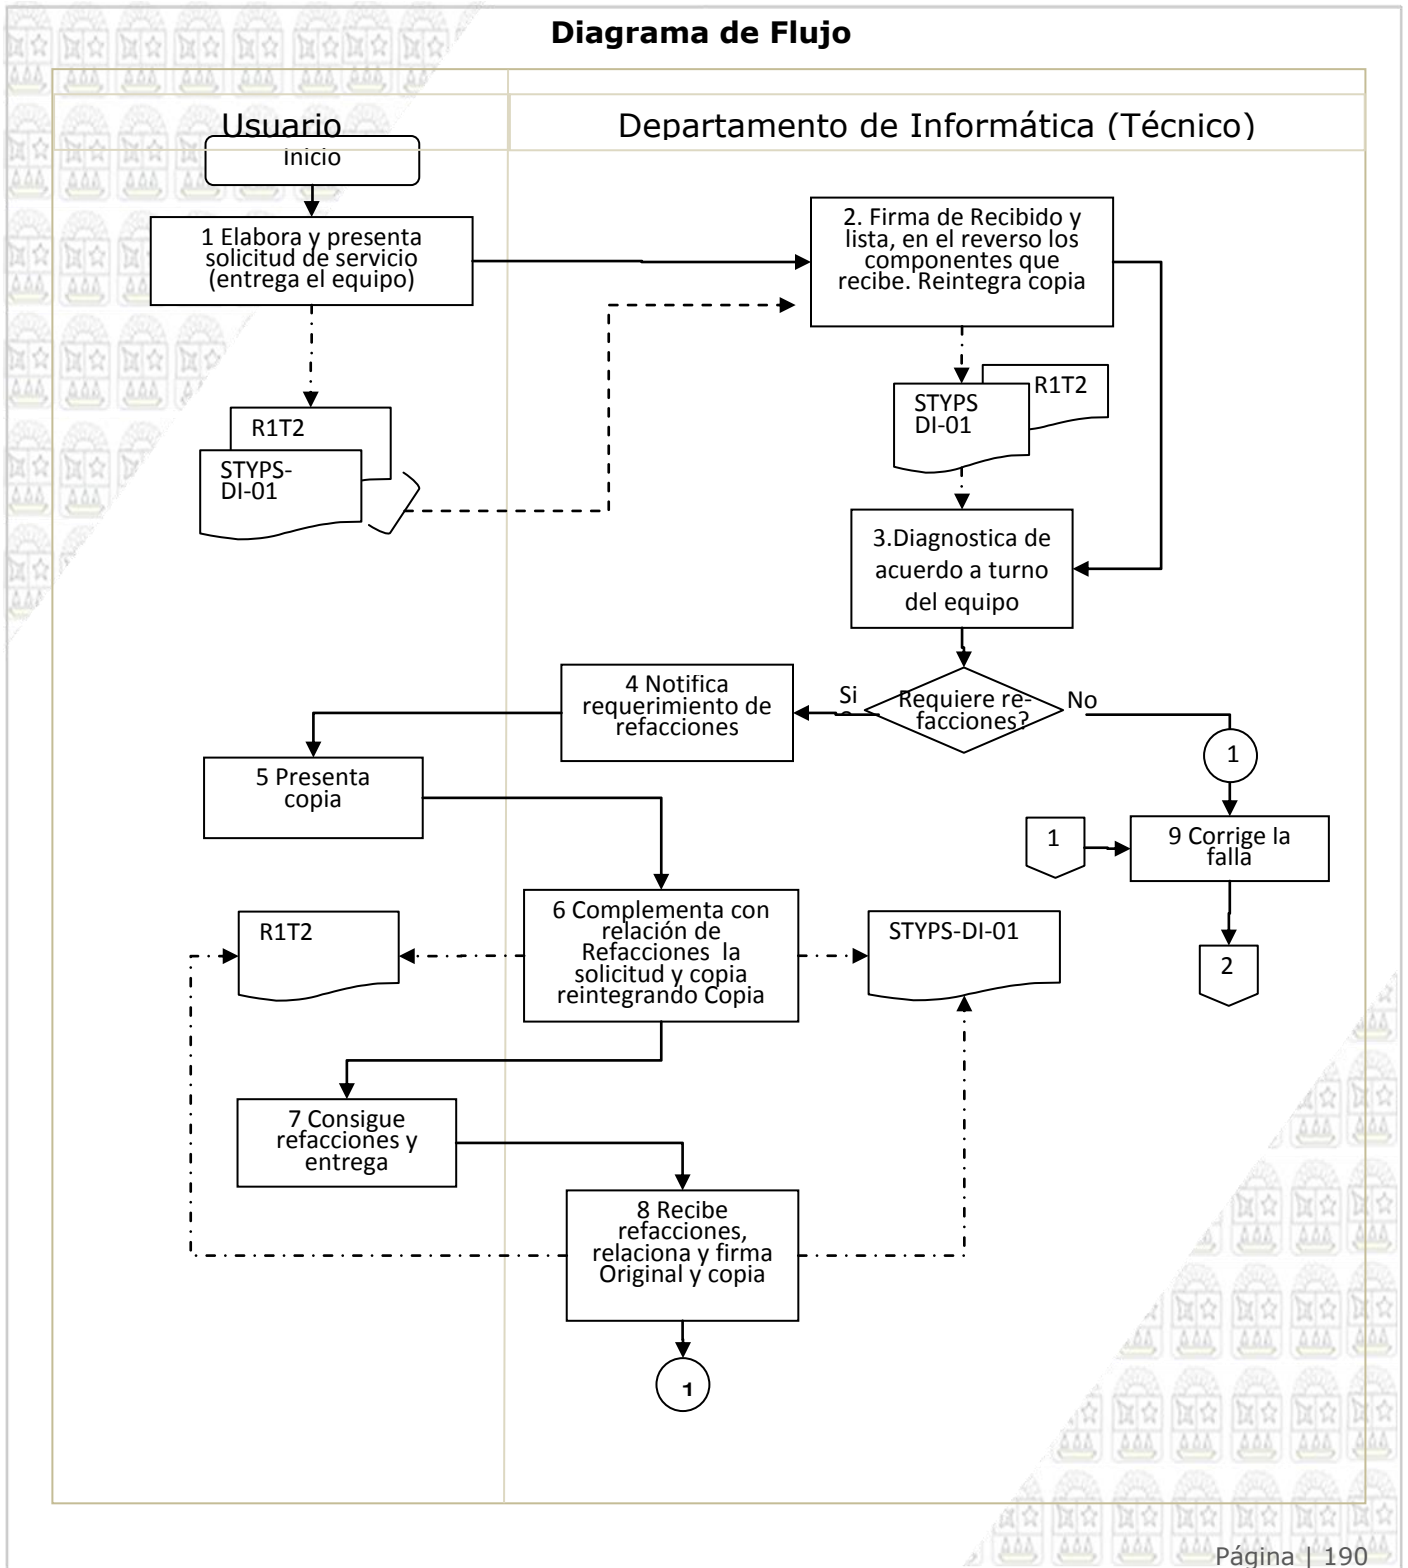 Diagrama de Flujo
Usuario
Departamento de Informática (Técnico)
Inicio
1 Elabora y presenta
solicitud de servicio
(entrega el equipo)
2. Firma de Recibido y
lista, en el reverso los
componentes que
recibe. Reintegra copia
R1T2
STYPS
DI-01
R1T2
STYPS-
DI-01
3.Diagnostica de
acuerdo a turno
del equipo
4 Notifica
requerimiento de
refacciones
Si
Requiere re-
facciones?
No
1
5 Presenta
copia
1
9 Corrige la
falla
6 Complementa con
relación de
Refacciones la
solicitud y copia
reintegrando Copia
R1T2
STYPS-DI-01
2
7 Consigue
refacciones y
entrega
8 Recibe
refacciones,
relaciona y firma
Original y copia
1
Página | 190